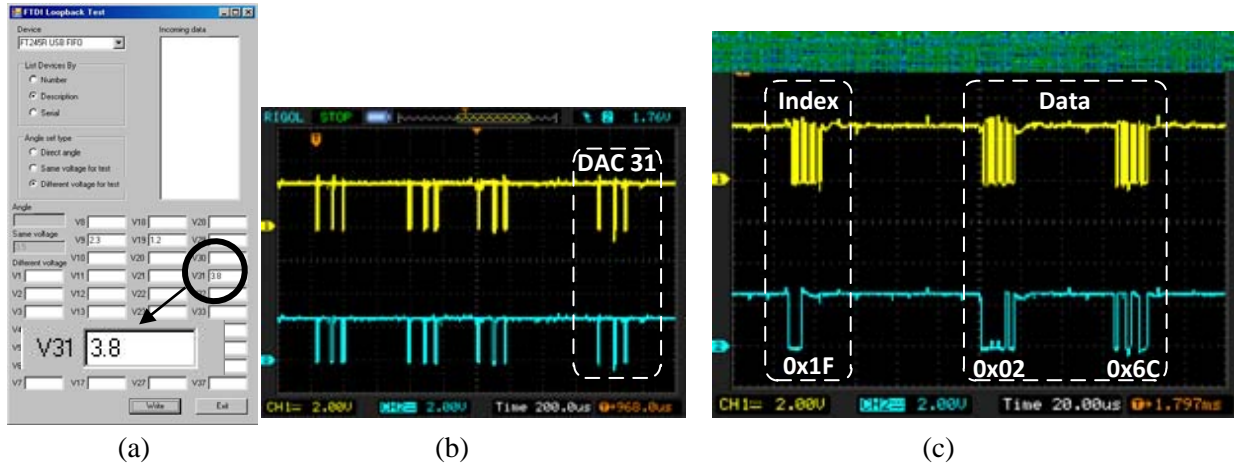 FTDI Loopback Test
Device
Incoming data
FT245R USB FIFO
List Devices By
Number
Description
Serial
Angle set type
Direct angle
Same voltage for test
Different voltage for test
Angle
V8
V18
V28
Same voltage
V9 2.3
V19 1.2
V10
V20
V30
Different voltage
V1
V11
V21
V31 3.8
V2
V12
V22
V3
V13
V33
V31 3.8
V7
V17
V27
V37
Write
Exit
(a)
RIGOL STOP 1.76V
DAC 31
CH1= 2.00V CH2= 2.00V Time 200.0us +968.0us
(b)
Index
Data
0x1F
0x02
0x6C
CH1= 2.00V CH2= 2.00V Time 20.00us +1.797ms
(c)